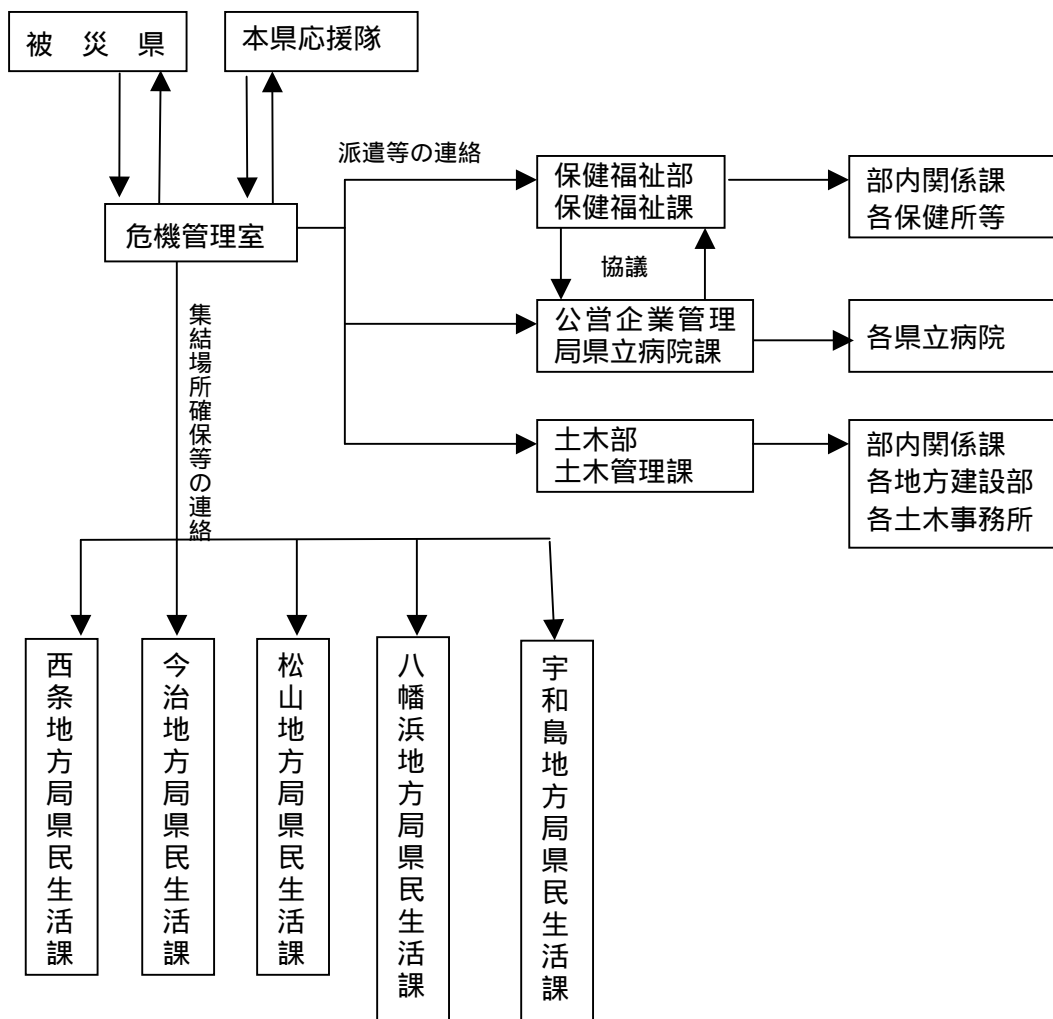 被 災 県
本県応援隊
派遣等の連絡
保健福祉部
保健福祉課
部内関係課
各保健所等
危機管理室
協議
公営企業管理
局県立病院課
各県立病院
集結場所確保等の連絡
土木部
土木管理課
部内関係課
各地方建設部
各土木事務所
西条地方局県民生活課
今治地方局県民生活課
松山地方局県民生活課
八幡浜地方局県民生活課
宇和島地方局県民生活課